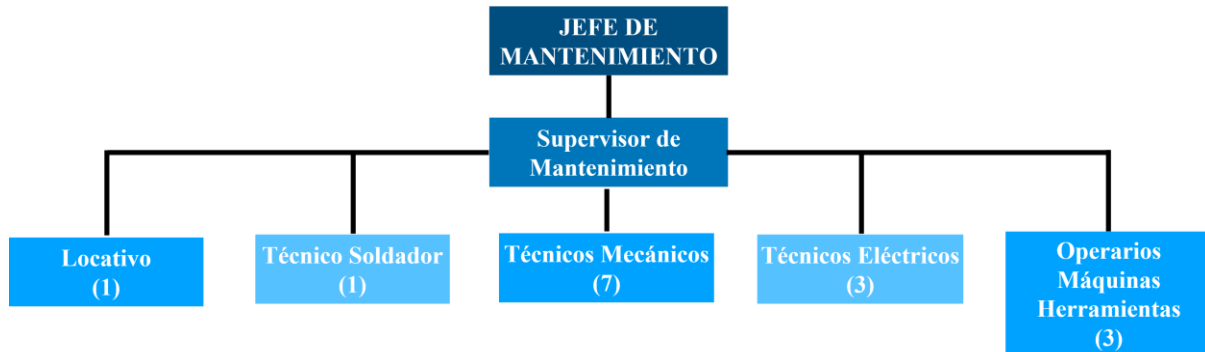 JEFE DE
MANTENIMIENTO
Supervisor de
Mantenimiento
Locativo
(1)
Técnico Soldador
(1)
Técnicos Mecánicos
(7)
Técnicos Eléctricos
(3)
Operarios
Máquinas
Herramientas
(3)